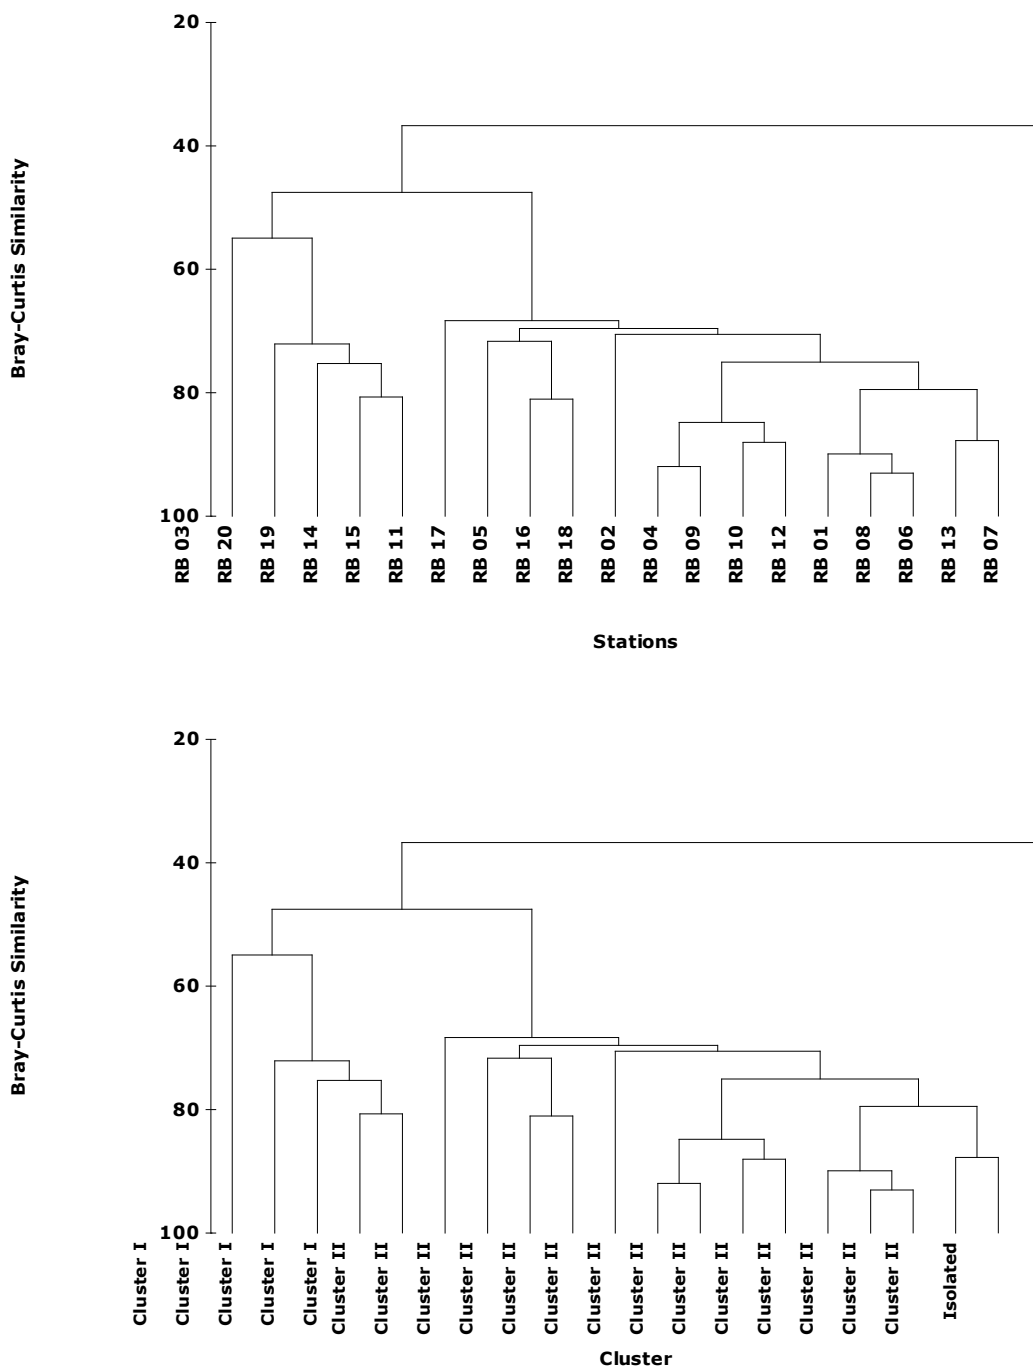 20
40
60
80
100
Bray-Curtis Similarity
RB 03
RB 20
RB 19
RB 14
RB 15
RB 11
RB 17
RB 05
RB 16
RB 18
RB 02
RB 04
RB 09
RB 10
RB 12
RB 01
RB 08
RB 06
RB 13
RB 07
Stations
20
40
60
80
100
Bray-Curtis Similarity
Cluster I
Cluster I
Cluster I
Cluster I
Cluster I
Cluster II
Cluster II
Cluster II
Cluster II
Cluster II
Cluster II
Cluster II
Cluster II
Cluster II
Cluster II
Cluster II
Cluster II
Cluster II
Cluster II
Isolated
Cluster